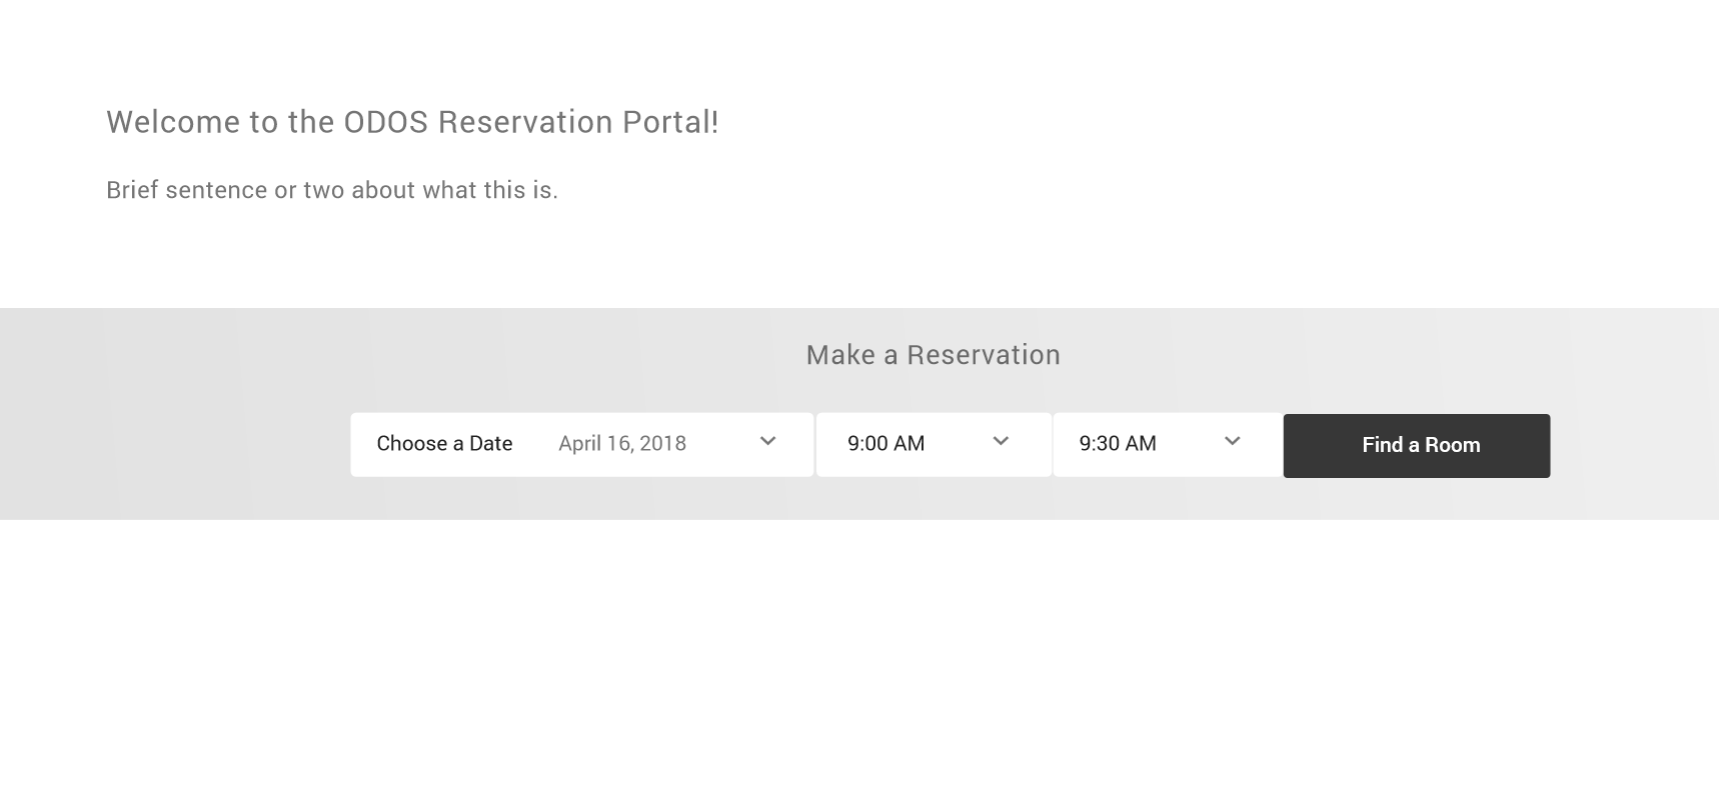 Welcome to the ODOS Reservation Portal!
Brief sentence or two about what this is.
Make a Reservation
Choose a Date April 16, 2018 9:00 AM 9:30 AM Find a Room